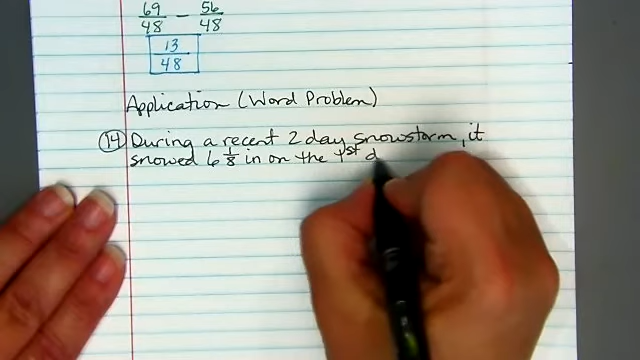 69/48 - 56/48
13/48
Application (Word Problem)
14 During a recent 2 day snowstorm, it
snowed 6 1/8 in on the 1st d